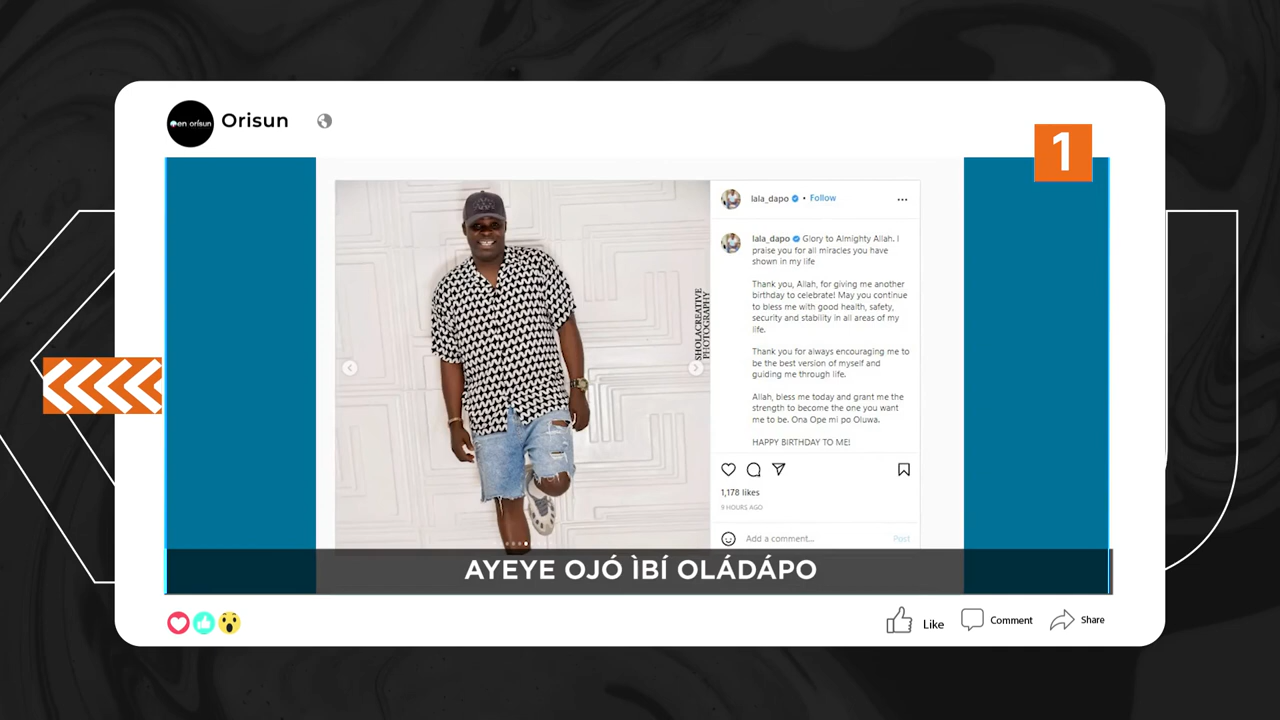 en orisun
Orisun
1
lala_dapo • Follow
lala_dapo Glory to Almighty Allah. I
praise you for all miracles you have
shown in my life
Thank you, Allah, for giving me another
birthday to celebrate! May you continue
to bless me with good health, safety,
security and stability in all areas of my
life.
Thank you for always encouraging me to
be the best version of myself and
guiding me through life.
Allah, bless me today and grant me the
strength to become the one you want
me to be. Ona Ope mi po Oluwa.
HAPPY BIRTHDAY TO ME!
SHOLACREATIVE
PHOTOGRAPHY
1,178 likes
9 HOURS AGO
Add a comment...
Post
AYEYE OJÓ ÌBÍ OLÁDÁPO
Like
Comment
Share